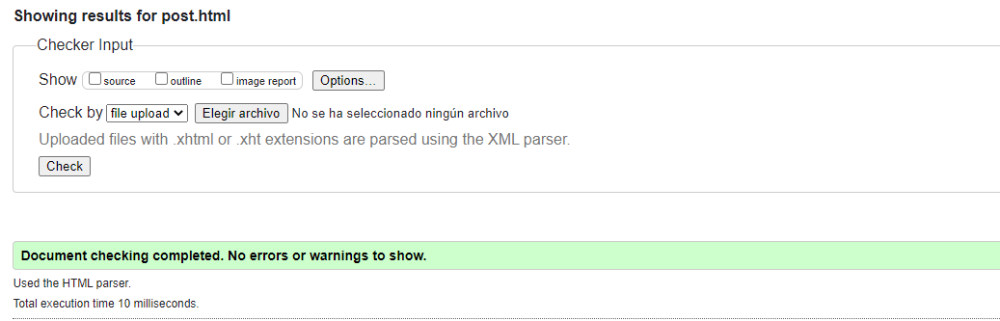 Showing results for post.html
Checker Input
Show source outline image report Options...
Check by file upload Elegir archivo No se ha seleccionado ningún archivo
Uploaded files with .xhtml or .xht extensions are parsed using the XML parser.
Check
Document checking completed. No errors or warnings to show.
Used the HTML parser.
Total execution time 10 milliseconds.